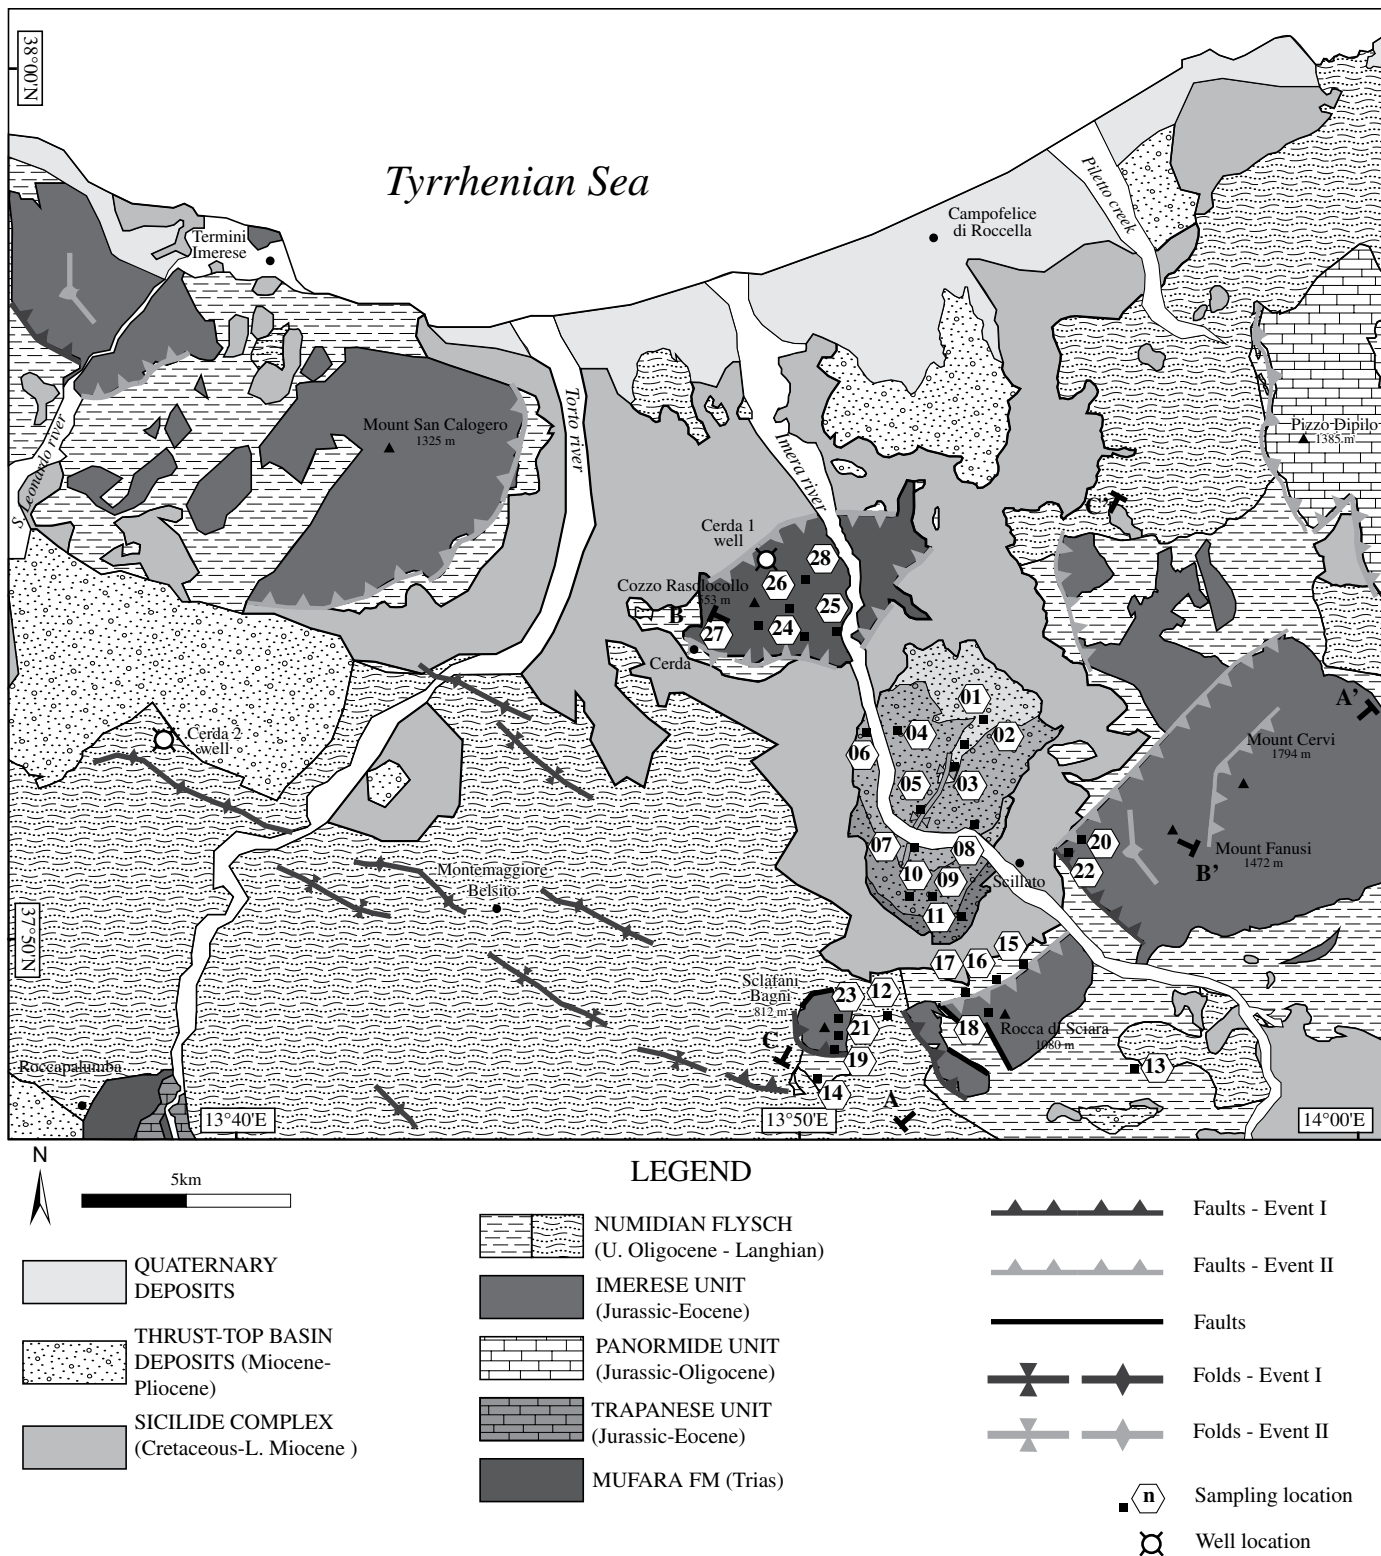 38°00'N
Tyrrhenian Sea
Piletto creek
Campofelice
di Roccella
Termini
Imerese
Mount San Calogero
1325 m
Torto river
Imera river
S. Leonardo river
Pizzo Dipilo
1385 m
C'
Cerda 1
well
28
26
Cozzo Rasolocollo
553 m
25
B
24
27
Cerda
01
A'
04
02
Cerda 2
well
06
Mount Cervi
1794 m
05
03
07
08
20
Mount Fanusi
1472 m
22
B'
Scillato
10
09
Montemaggiore
Belsito
11
37°50'N
15
17
16
Sclafani
Bagni
812 m
23
12
21
18
Rocca di Sciara
1080 m
C
19
13
Roccapalumba
14
A
13°40'E
13°50'E
14°00'E
N
5km
LEGEND
QUATERNARY
DEPOSITS
THRUST-TOP BASIN
DEPOSITS (Miocene-
Pliocene)
SICILIDE COMPLEX
(Cretaceous-L. Miocene )
NUMIDIAN FLYSCH
(U. Oligocene - Langhian)
IMERESE UNIT
(Jurassic-Eocene)
PANORMIDE UNIT
(Jurassic-Oligocene)
TRAPANESE UNIT
(Jurassic-Eocene)
MUFARA FM (Trias)
Faults - Event I
Faults - Event II
Faults
Folds - Event I
Folds - Event II
n
Sampling location
Well location